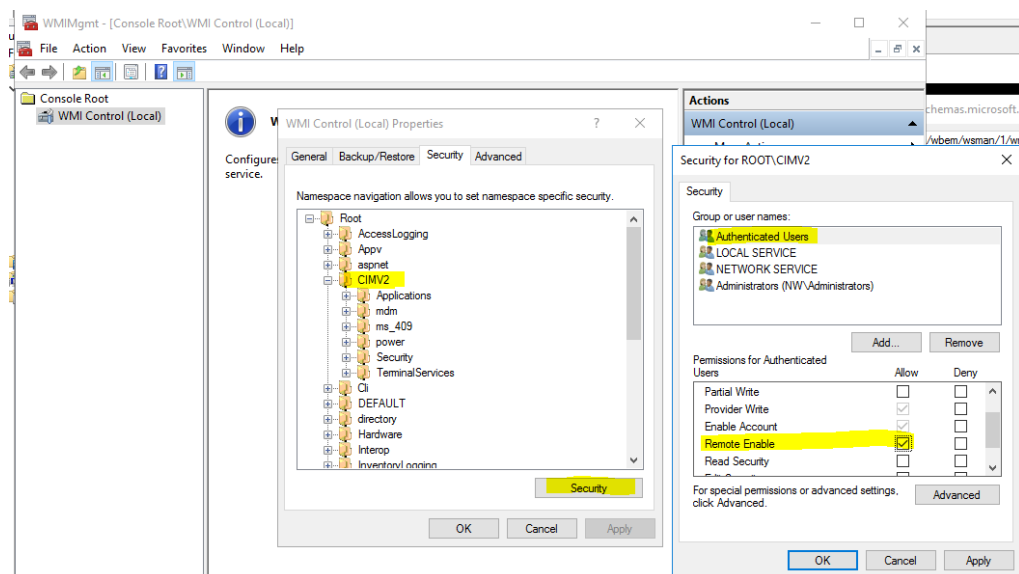 WMIMgmt - [Console Root\WMI Control (Local)]
File Action View Favorites Window Help
Console Root
WMI Control (Local)
Configures
service.
WMI Control (Local) Properties
General Backup/Restore Security Advanced
Namespace navigation allows you to set namespace specific security.
Root
AccessLogging
Appv
aspnet
CIMV2
Applications
mdm
ms_409
power
Security
TerminalServices
Cli
DEFAULT
directory
Hardware
Interop
InventoryLogging
Security
OK Cancel Apply
Actions
WMI Control (Local)
chemas.microsoft.
/wbem/wsman/1/w
Security for ROOT\CIMV2
Security
Group or user names:
Authenticated Users
LOCAL SERVICE
NETWORK SERVICE
Administrators (NW\Administrators)
Add... Remove
Permissions for Authenticated
Users Allow Deny
Partial Write
Provider Write
Enable Account
Remote Enable
Read Security
For special permissions or advanced settings,
click Advanced.
Advanced
OK Cancel Apply